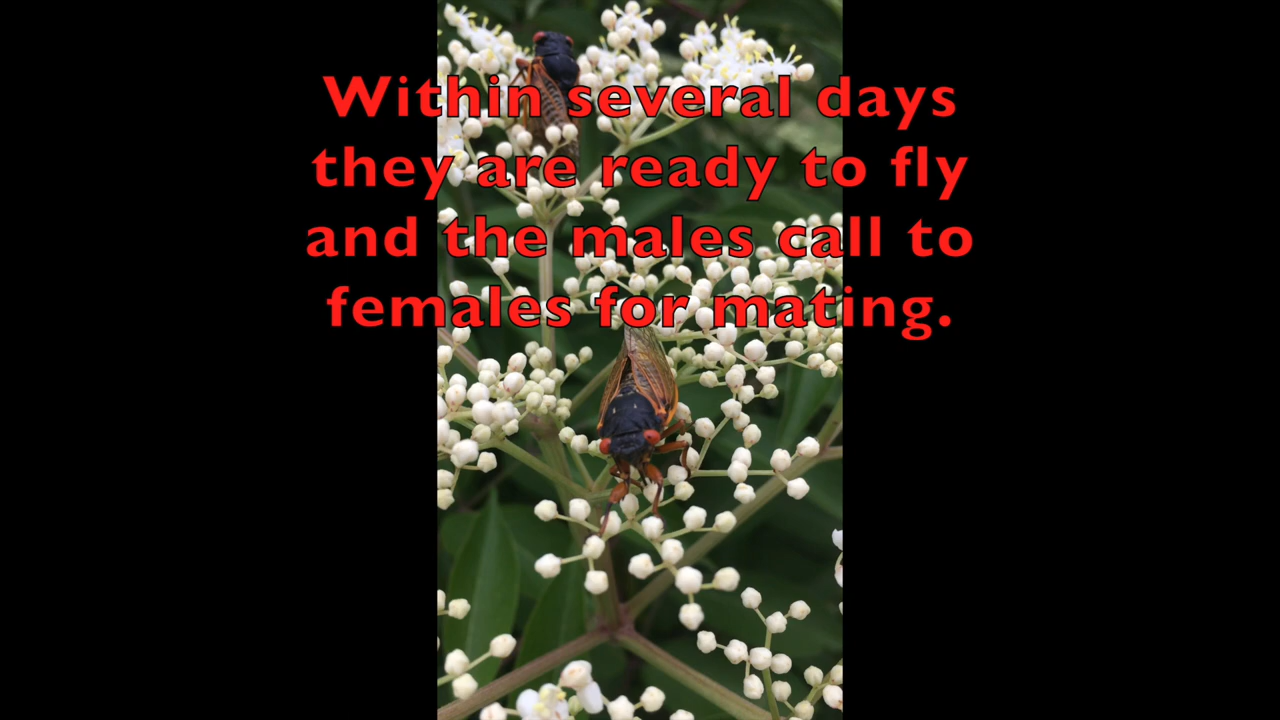 Within several days
they are ready to fly
and the males call to
females for mating.